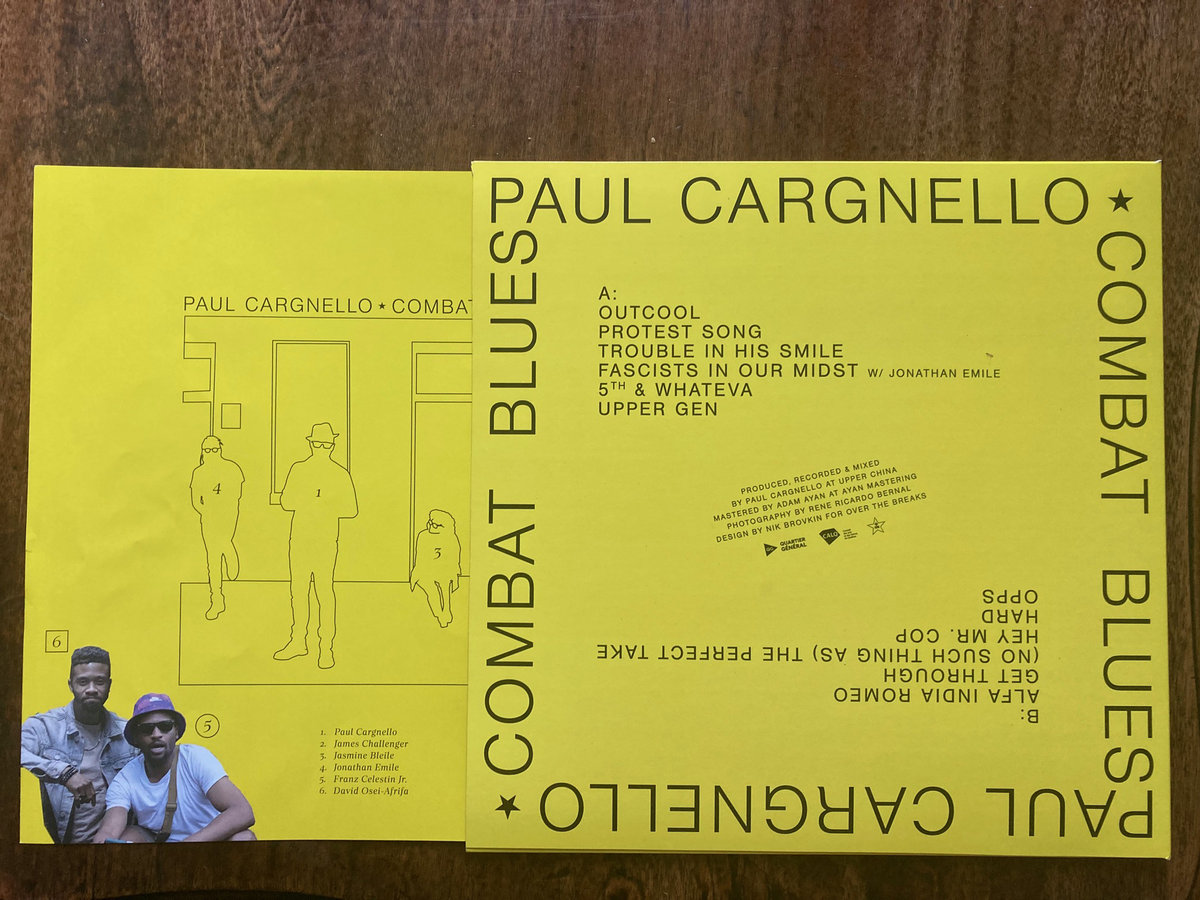 PAUL CARGNELLO ★ COMBAT
4
1
3
6
5
1. Paul Cargnello
2. James Challenger
3. Jasmine Bleile
4. Jonathan Emile
5. Franz Celestin Jr.
6. David Osei-Afrifa
PAUL CARGNELLO ★
COMBAT BLUES
PAUL CARGNELLO ★
COMBAT BLUES
A:
OUTCOOL
PROTEST SONG
TROUBLE IN HIS SMILE
FASCISTS IN OUR MIDST W/ JONATHAN EMILE
5TH & WHATEVA
UPPER GEN
PRODUCED, RECORDED & MIXED
BY PAUL CARGNELLO AT UPPER CHINA
MASTERED BY ADAM AYAN AT AYAN MASTERING
PHOTOGRAPHY BY RENE RICARDO BERNAL
DESIGN BY NIK BROVKIN FOR OVER THE BREAKS
QUARTIER
GÉNÉRAL
CALQ
B:
ALFA INDIA ROMEO
GET THROUGH
(NO SUCH THING AS) THE PERFECT TAKE
HEY MR. COP
HARD
OPPS